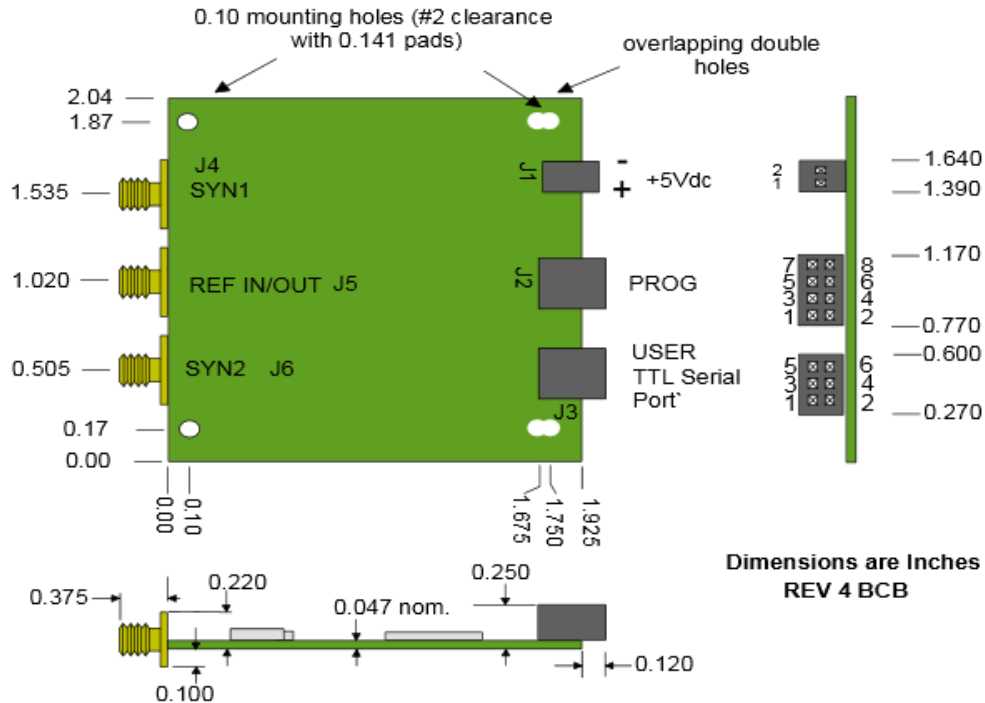 0.10 mounting holes (#2 clearance
with 0.141 pads)
overlapping double
holes
2.04
1.87
1.535
1.020
0.505
0.17
0.00
J4
SYN1
REF IN/OUT J5
SYN2 J6
J1
-
+
+5Vdc
J2
PROG
USER
TTL Serial
Port`
J3
2
1
7 8
5 6
3 4
1 2
5 6
3 4
1 2
1.640
1.390
1.170
0.770
0.600
0.270
0.00
0.10
1.675
1.750
1.925
Dimensions are Inches
REV 4 BCB
0.375
0.220
0.047 nom.
0.250
0.100
0.120